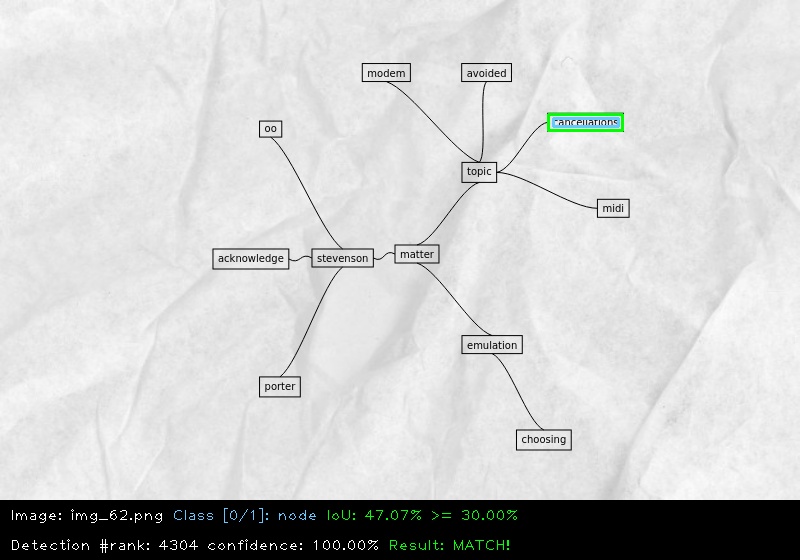 modem
avoided
cancellations
oo
topic
midi
acknowledge
stevenson
matter
emulation
porter
choosing
Image: img_62.png Class [0/1]: node IoU: 47.07% >= 30.00%
Detection #rank: 4304 confidence: 100.00% Result: MATCH!